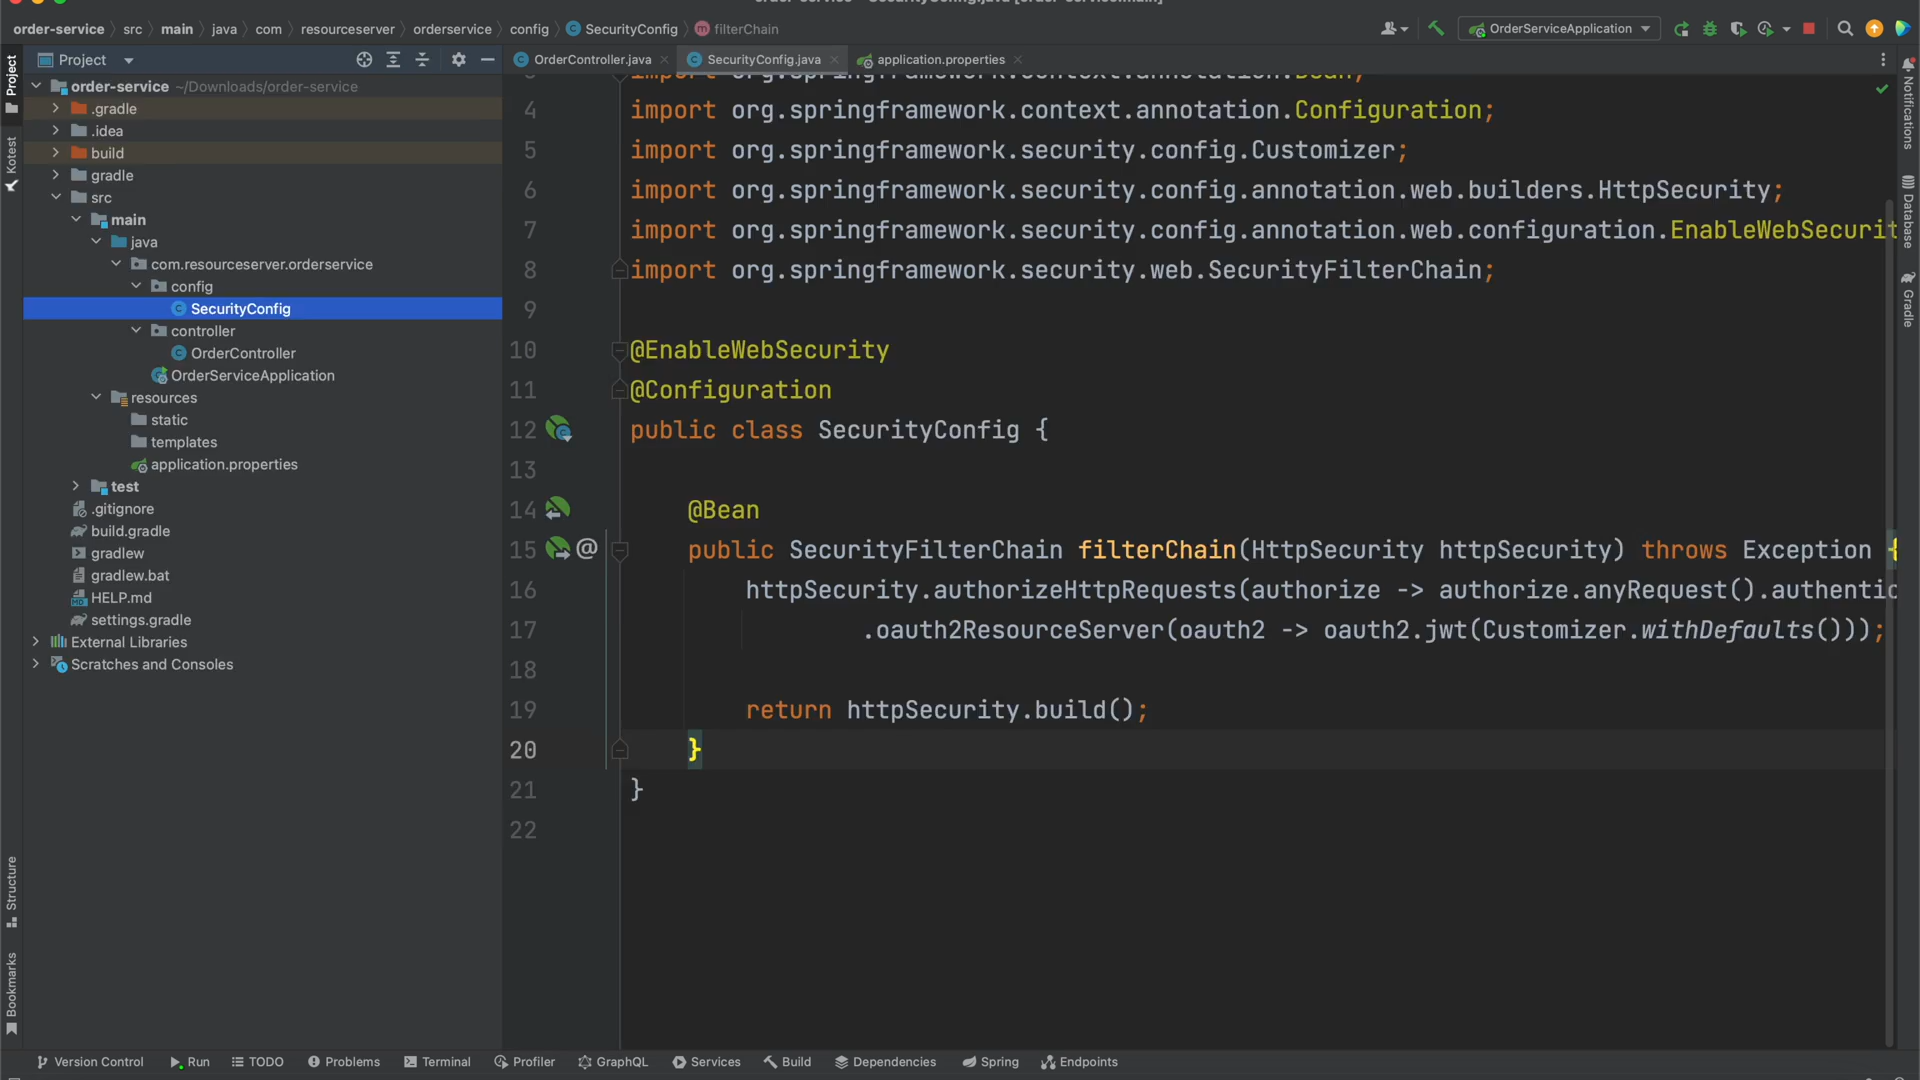 order-service src main java com resourceserver orderservice config SecurityConfig filterChain
OrderServiceApplication
Project
OrderController.java SecurityConfig.java application.properties
order-service ~/Downloads/order-service
.gradle
.idea
build
gradle
src
main
java
com.resourceserver.orderservice
config
SecurityConfig
controller
OrderController
OrderServiceApplication
resources
static
templates
application.properties
test
.gitignore
build.gradle
gradlew
gradlew.bat
HELP.md
settings.gradle
External Libraries
Scratches and Consoles
4 import org.springframework.context.annotation.Configuration;
5 import org.springframework.security.config.Customizer;
6 import org.springframework.security.config.annotation.web.builders.HttpSecurity;
7 import org.springframework.security.config.annotation.web.configuration.EnableWebSecurit
8 import org.springframework.security.web.SecurityFilterChain;
9
10 @EnableWebSecurity
11 @Configuration
12 public class SecurityConfig {
13
14 @Bean
15 @ public SecurityFilterChain filterChain(HttpSecurity httpSecurity) throws Exception {
16 httpSecurity.authorizeHttpRequests(authorize -> authorize.anyRequest().authentic
17 .oauth2ResourceServer(oauth2 -> oauth2.jwt(Customizer.withDefaults()));
18
19 return httpSecurity.build();
20 }
21 }
22
Project
Kotest
Structure
Bookmarks
Notifications
Database
Gradle
Version Control Run TODO Problems Terminal Profiler GraphQL Services Build Dependencies Spring Endpoints